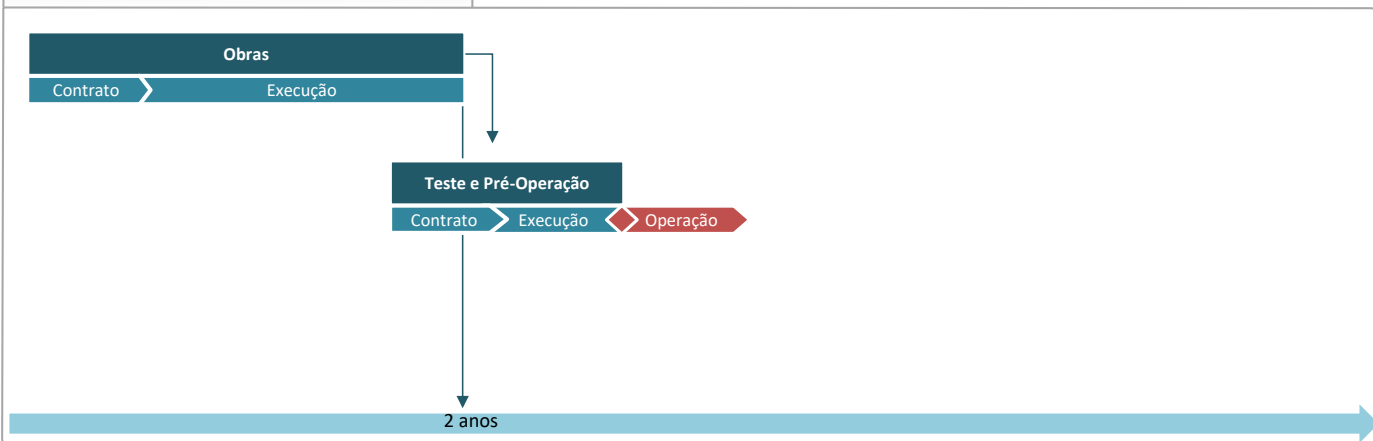 Obras
Contrato
Execução
Teste e Pré-Operação
Contrato
Execução
Operação
2 anos